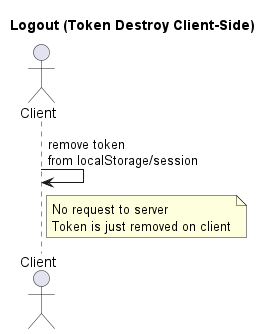 Logout (Token Destroy Client-Side)
Client
remove token
from localStorage/session
No request to server
Token is just removed on client
Client